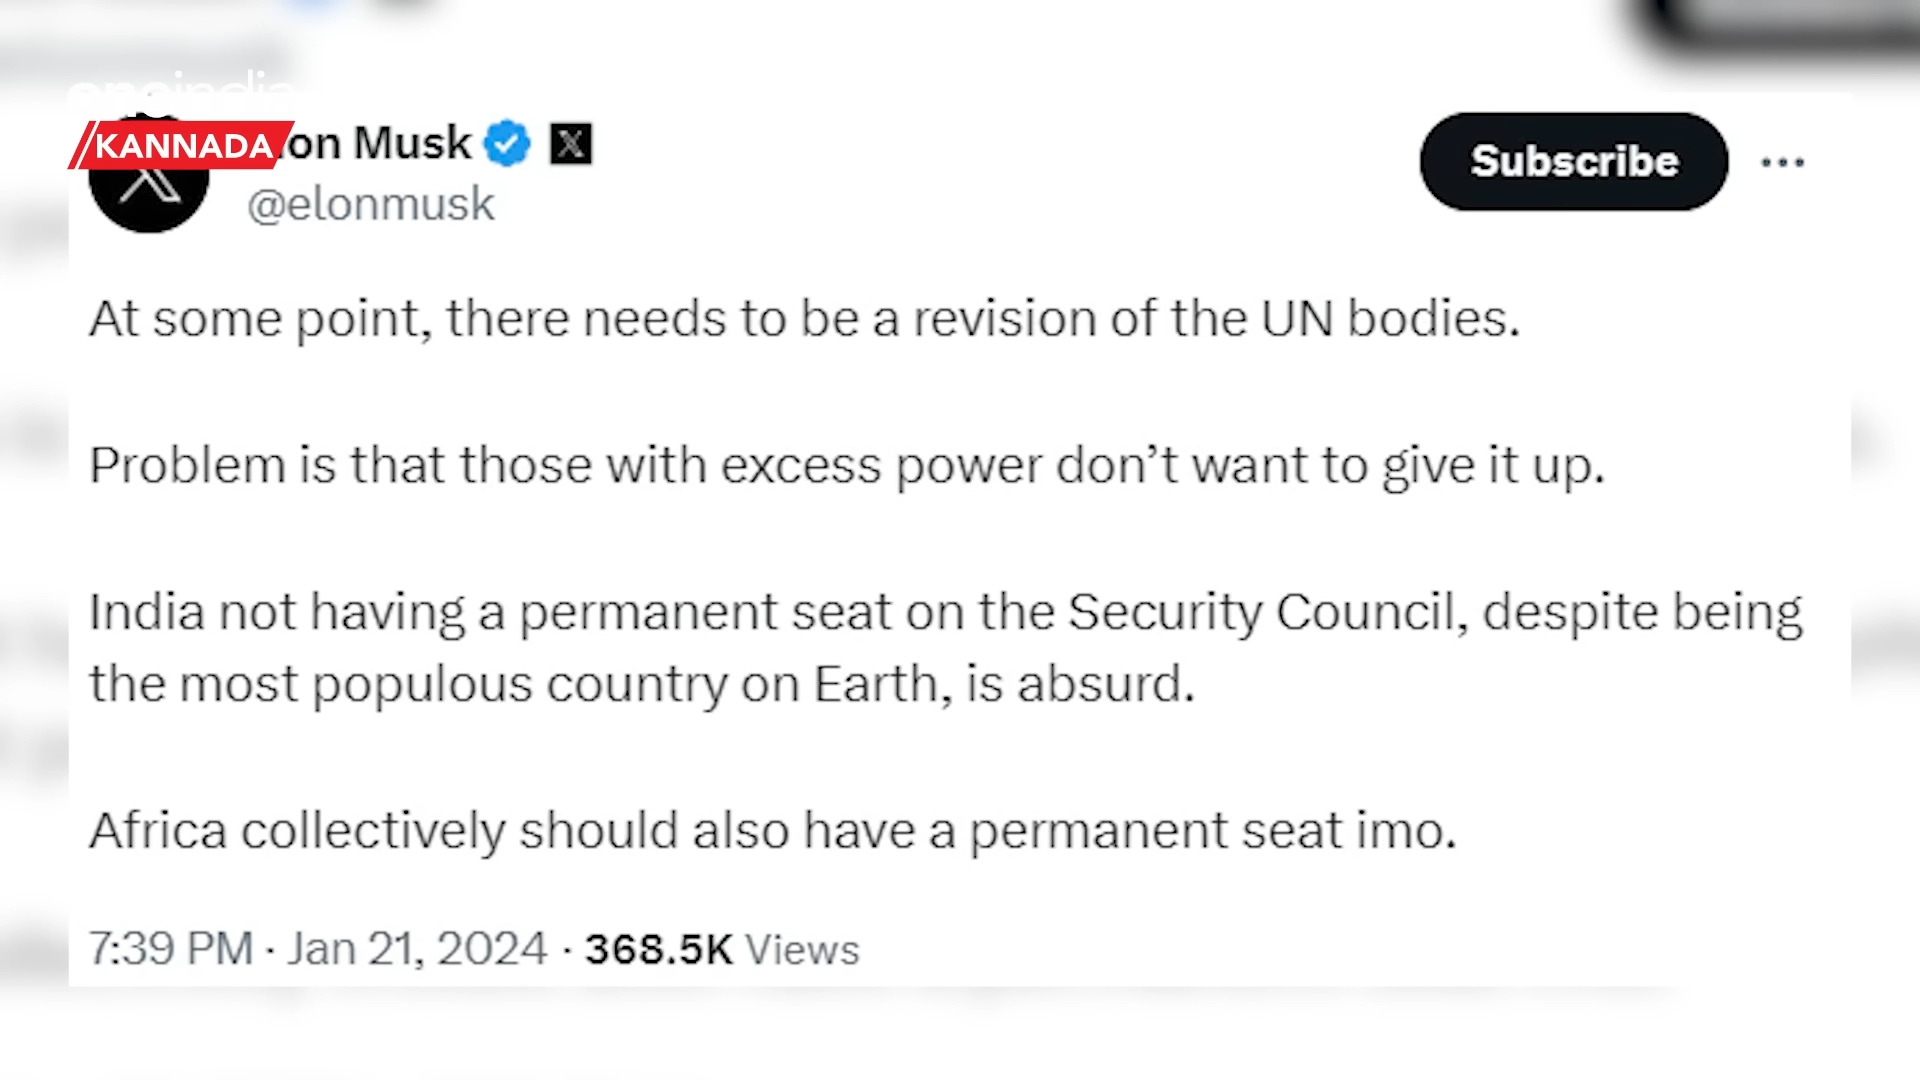 oneindia
KANNADA
on Musk
@elonmusk
Subscribe
At some point, there needs to be a revision of the UN bodies.
Problem is that those with excess power don’t want to give it up.
India not having a permanent seat on the Security Council, despite being
the most populous country on Earth, is absurd.
Africa collectively should also have a permanent seat imo.
7:39 PM · Jan 21, 2024 · 368.5K Views